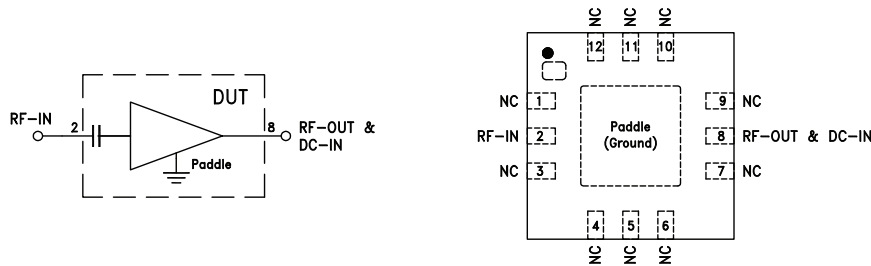 DUT
RF-IN
2
8
RF-OUT &
DC-IN
Paddle
NC
NC
NC
12
11
10
NC
1
9
NC
RF-IN
2
Paddle
(Ground)
8
RF-OUT & DC-IN
NC
3
7
NC
4
5
6
NC
NC
NC